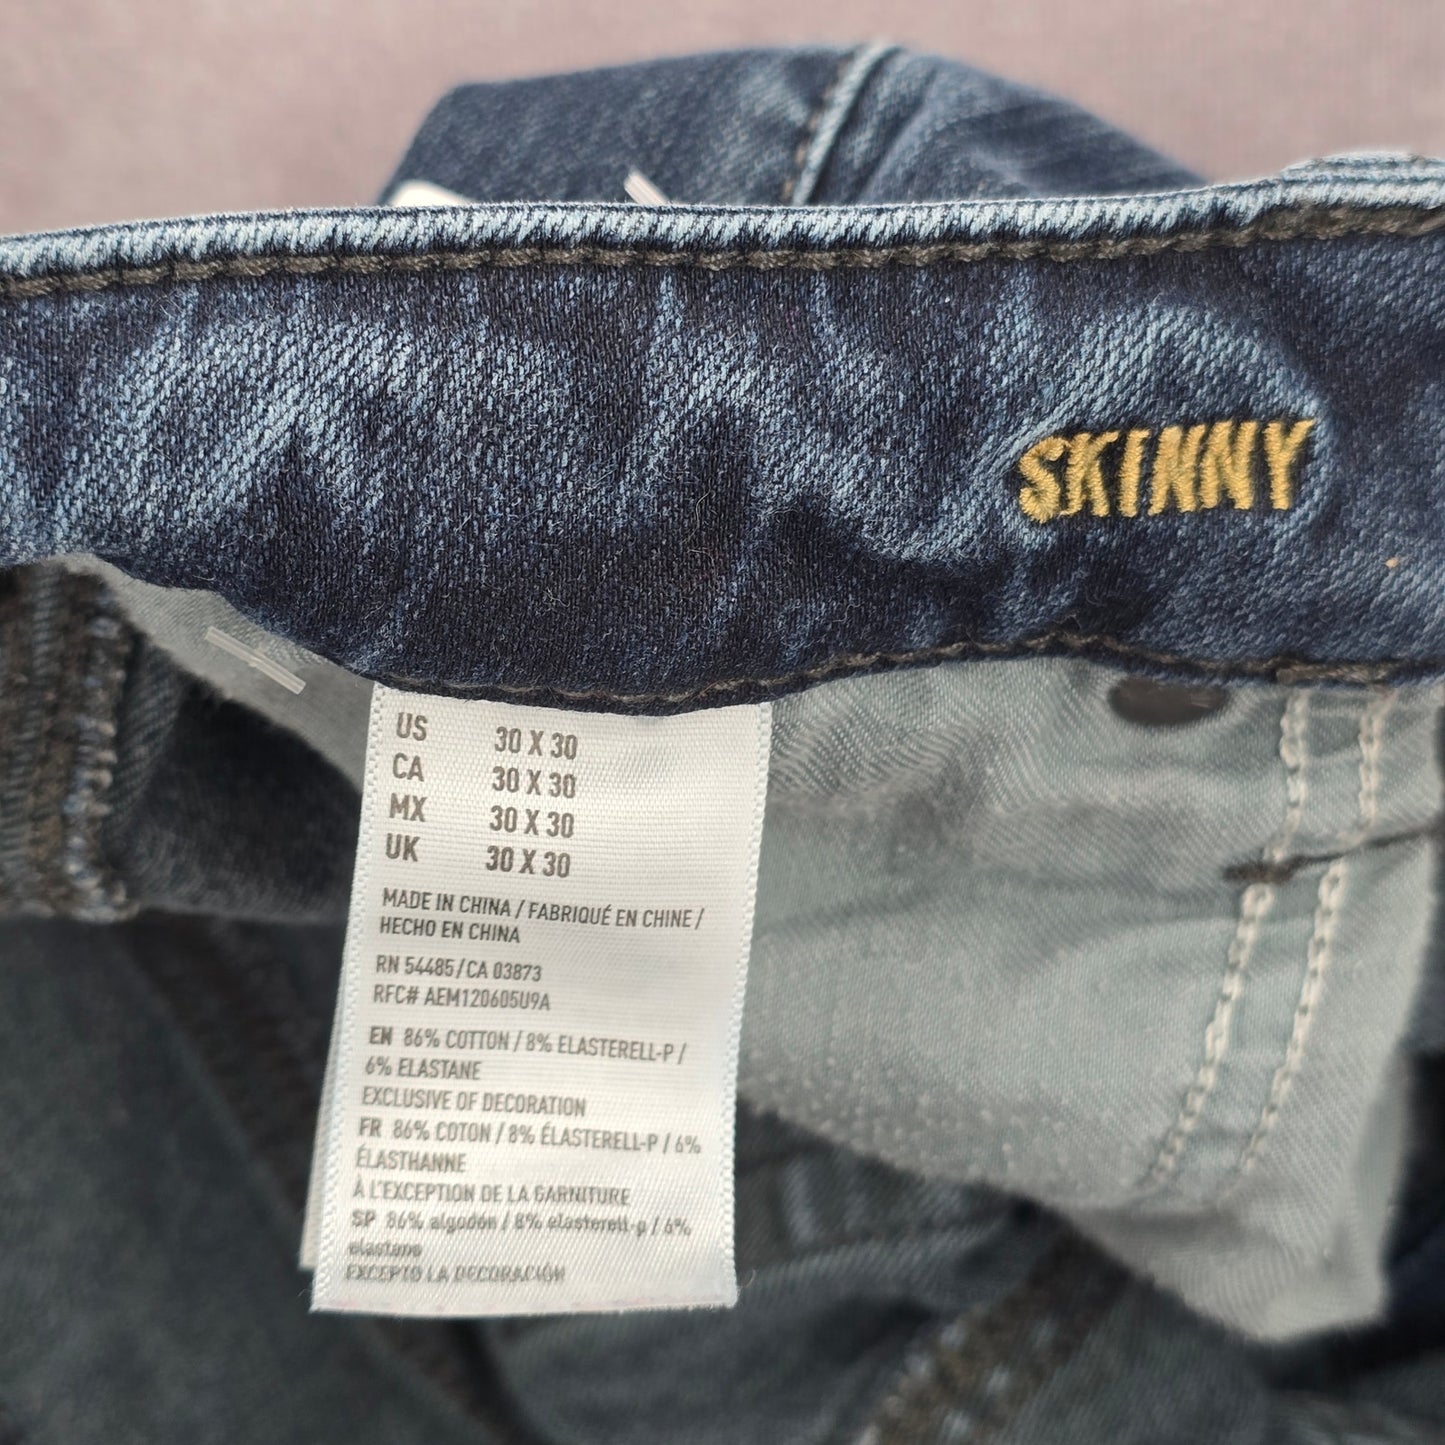 SKINNY
US 30 X 30
CA 30 X 30
MX 30 X 30
UK 30 X 30
MADE IN CHINA / FABRIQUÉ EN CHINE /
HECHO EN CHINA
RN 54485/CA 03873
RFC# AEM120605U9A
EN 86% COTTON / 8% ELASTERELL-P /
6% ELASTANE
EXCLUSIVE OF DECORATION
FR 86% COTON / 8% ÉLASTERELL-P / 6%
ÉLASTHANNE
À L'EXCEPTION DE LA GARNITURE
SP 86% algodón / 8% elasterell-p / 6%
elastano
EXCEPTO LA DECORACIÓN